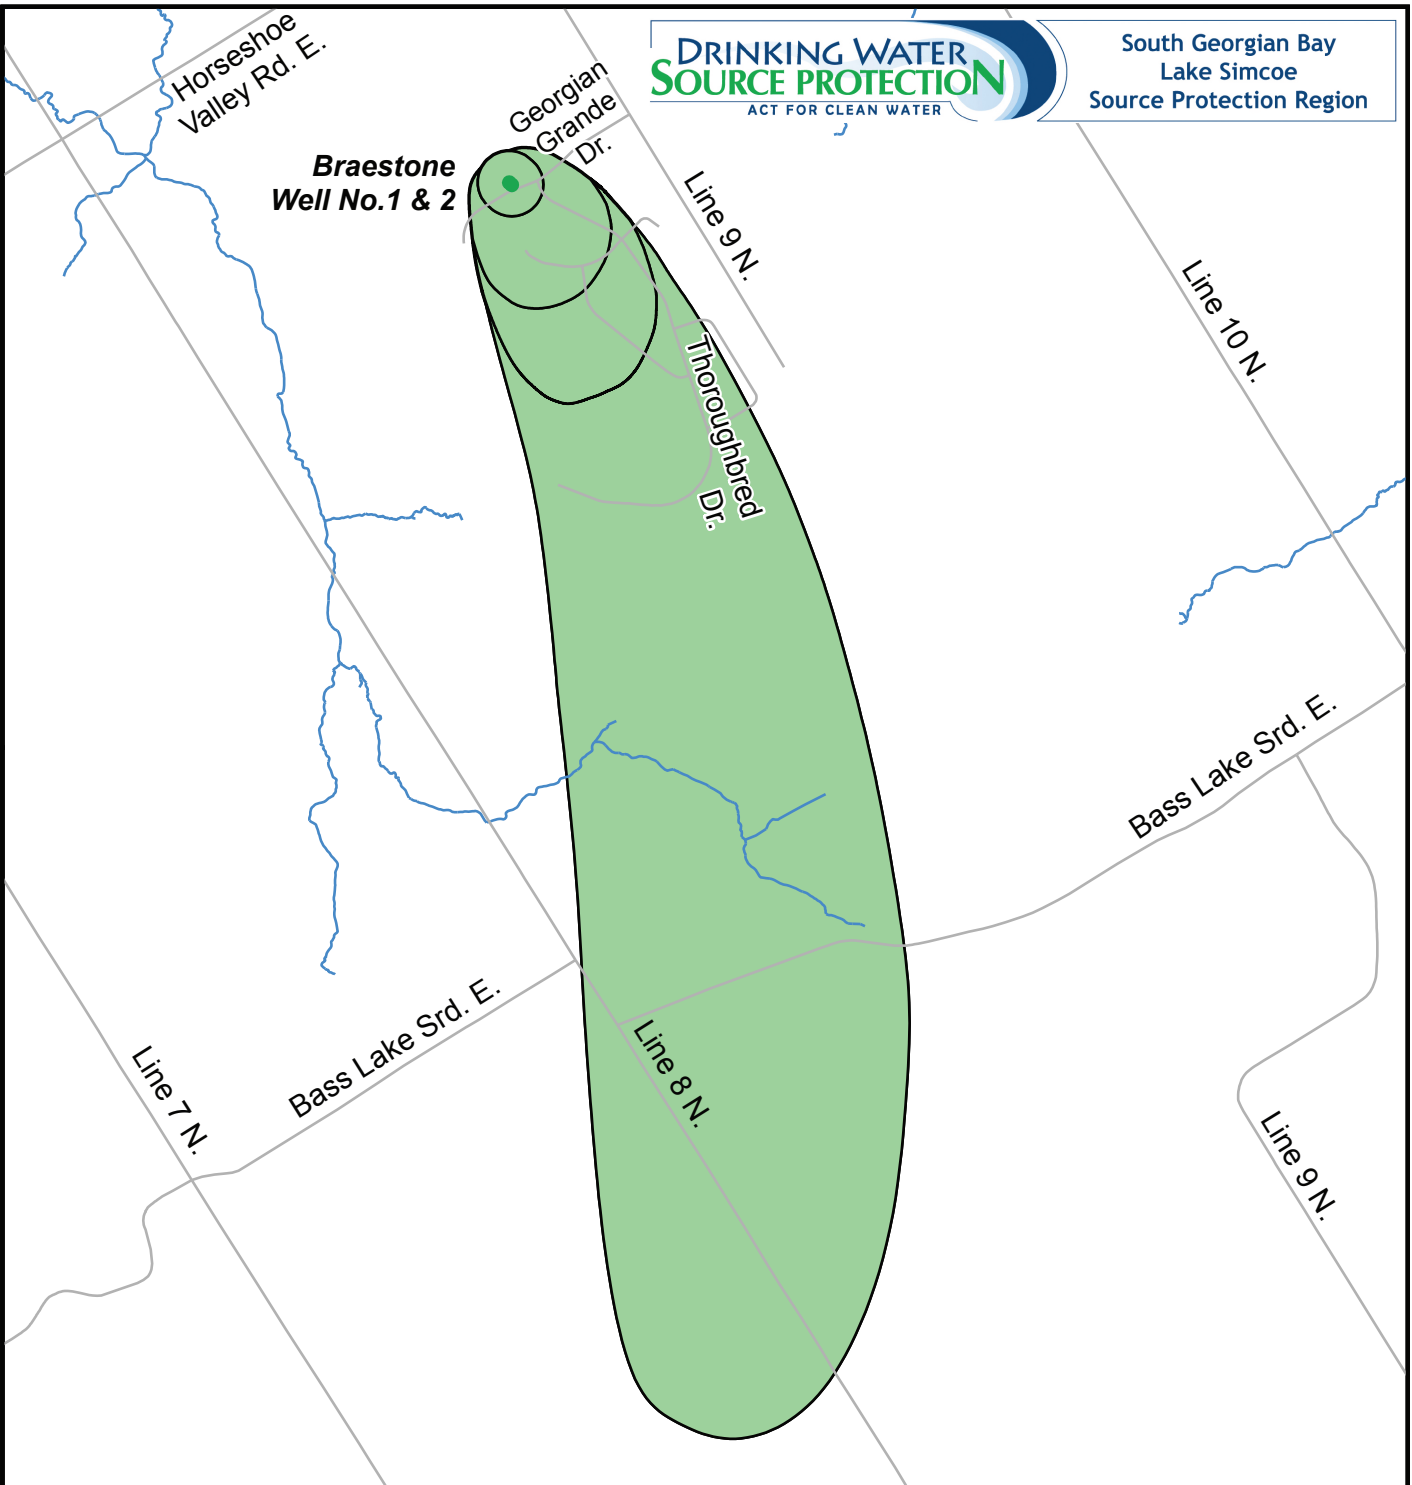 Horseshoe
Valley Rd. E.
Georgian
Grande
Dr.
DRINKING WATER
SOURCE PROTECTION
ACT FOR CLEAN WATER
South Georgian Bay
Lake Simcoe
Source Protection Region
Braestone
Well No.1 & 2
Line 9 N.
Line 10 N.
Thoroughbred
Dr.
Bass Lake Srd. E.
Bass Lake Srd. E.
Line 7 N.
Line 8 N.
Line 9 N.